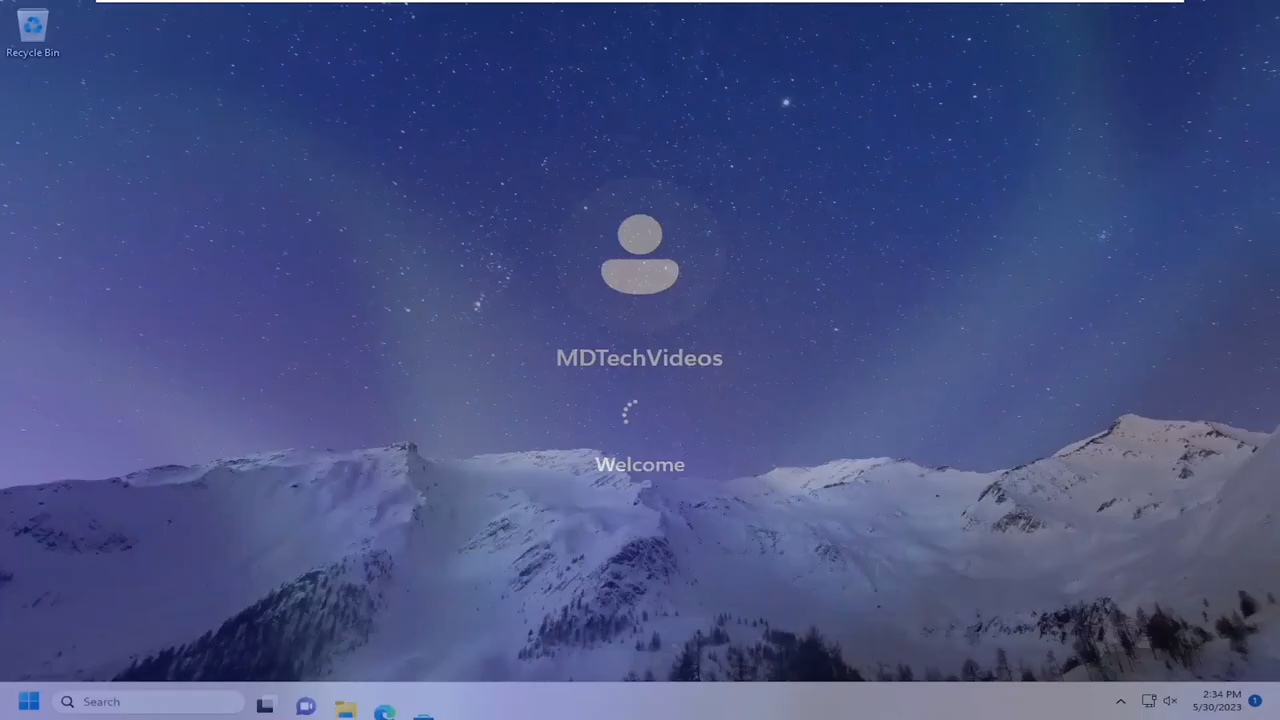 Recycle Bin
MDTechVideos
Welcome
Search
2:34 PM
5/30/2023
1